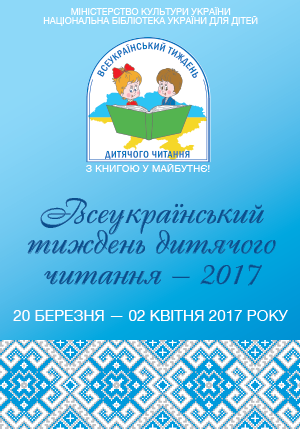 МІНІСТЕРСТВО КУЛЬТУРИ УКРАЇНИ
НАЦІОНАЛЬНА БІБЛІОТЕКА УКРАЇНИ ДЛЯ ДІТЕЙ
ВСЕУКРАЇНСЬКИЙ ТИЖДЕНЬ
ДИТЯЧОГО ЧИТАННЯ
З КНИГОЮ У МАЙБУТНЄ!
Всеукраїнський
тиждень дитячого
читання – 2017
20 БЕРЕЗНЯ — 02 КВІТНЯ 2017 РОКУ